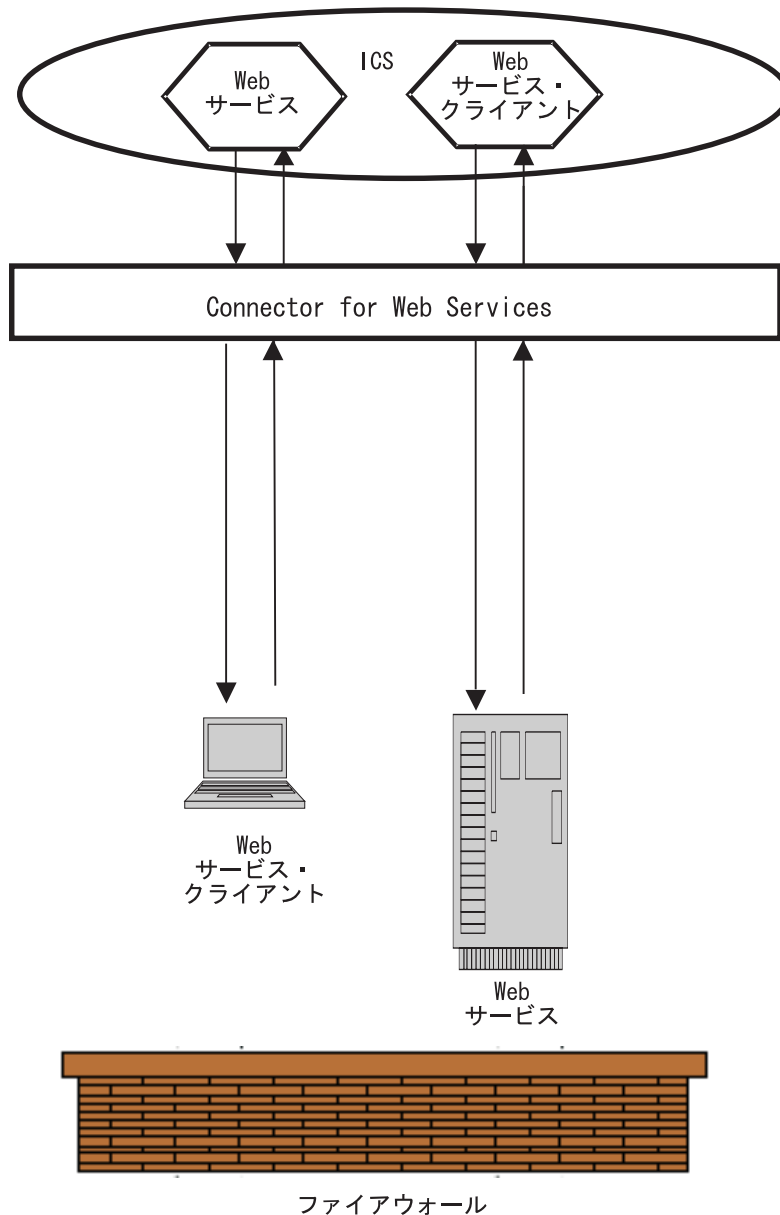 ICS
Web
サービス
Web
サービス・
クライアント
Connector for Web Services
Web
サービス・
クライアント
Web
サービス
ファイアウォール